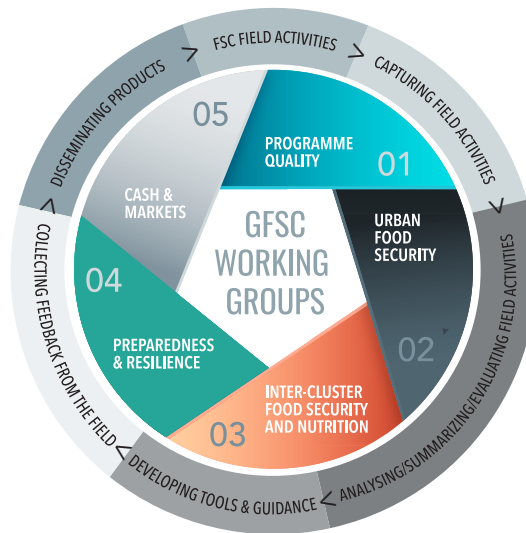 FSC FIELD ACTIVITIES
CAPTURING FIELD ACTIVITIES
ANALYSING/SUMMARIZING/EVALUATING FIELD ACTIVITIES
DEVELOPING TOOLS & GUIDANCE
COLLECTING FEEDBACK FROM THE FIELD
DISSEMINATING PRODUCTS
GFSC
WORKING
GROUPS
PROGRAMME
QUALITY
01
URBAN
FOOD
SECURITY
02
INTER-CLUSTER
FOOD SECURITY
AND NUTRITION
03
PREPAREDNESS
& RESILIENCE
04
CASH &
MARKETS
05